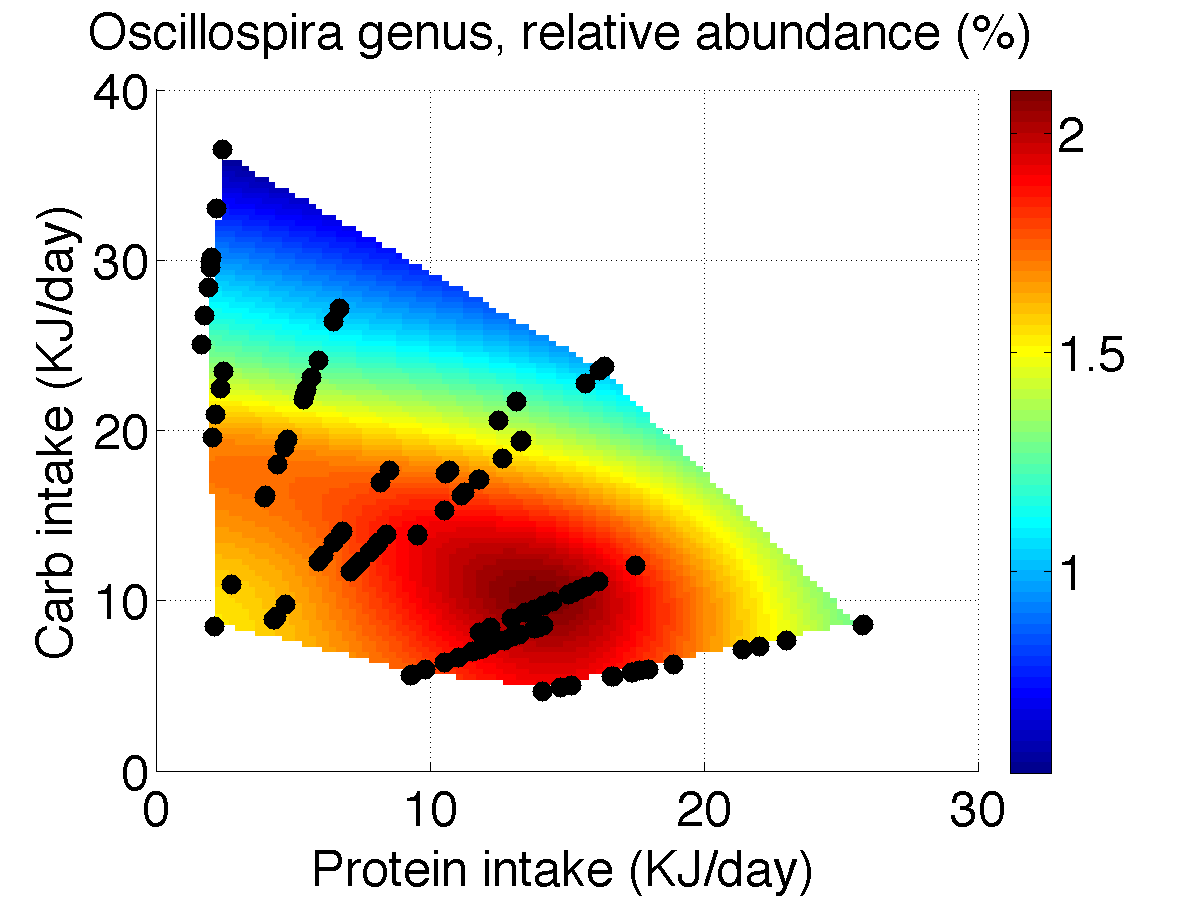 Oscillospira genus, relative abundance (%)
40
30
20
10
0
0 10 20 30
2
1.5
1
Carb intake (KJ/day)
Protein intake (KJ/day)